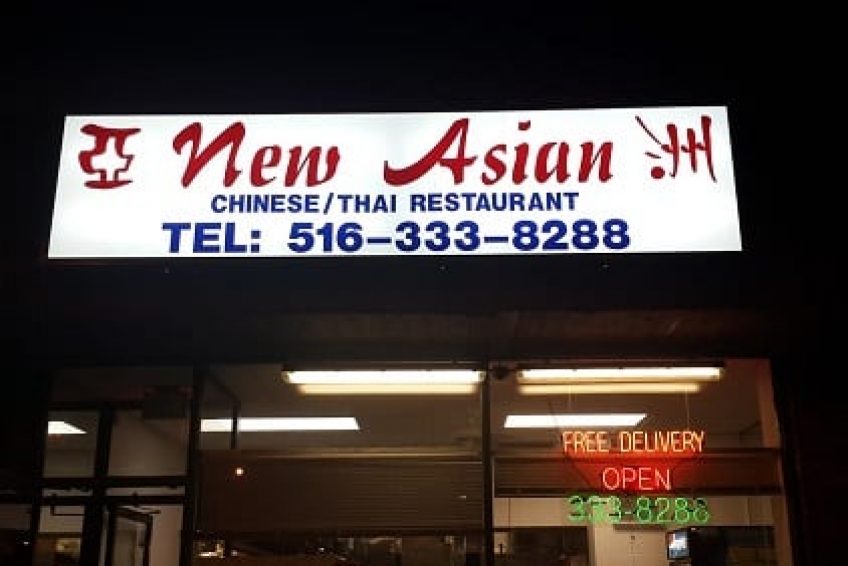 亞 New Asian 洲
CHINESE/THAI RESTAURANT
TEL: 516-333-8288
FREE DELIVERY
OPEN
333-8288